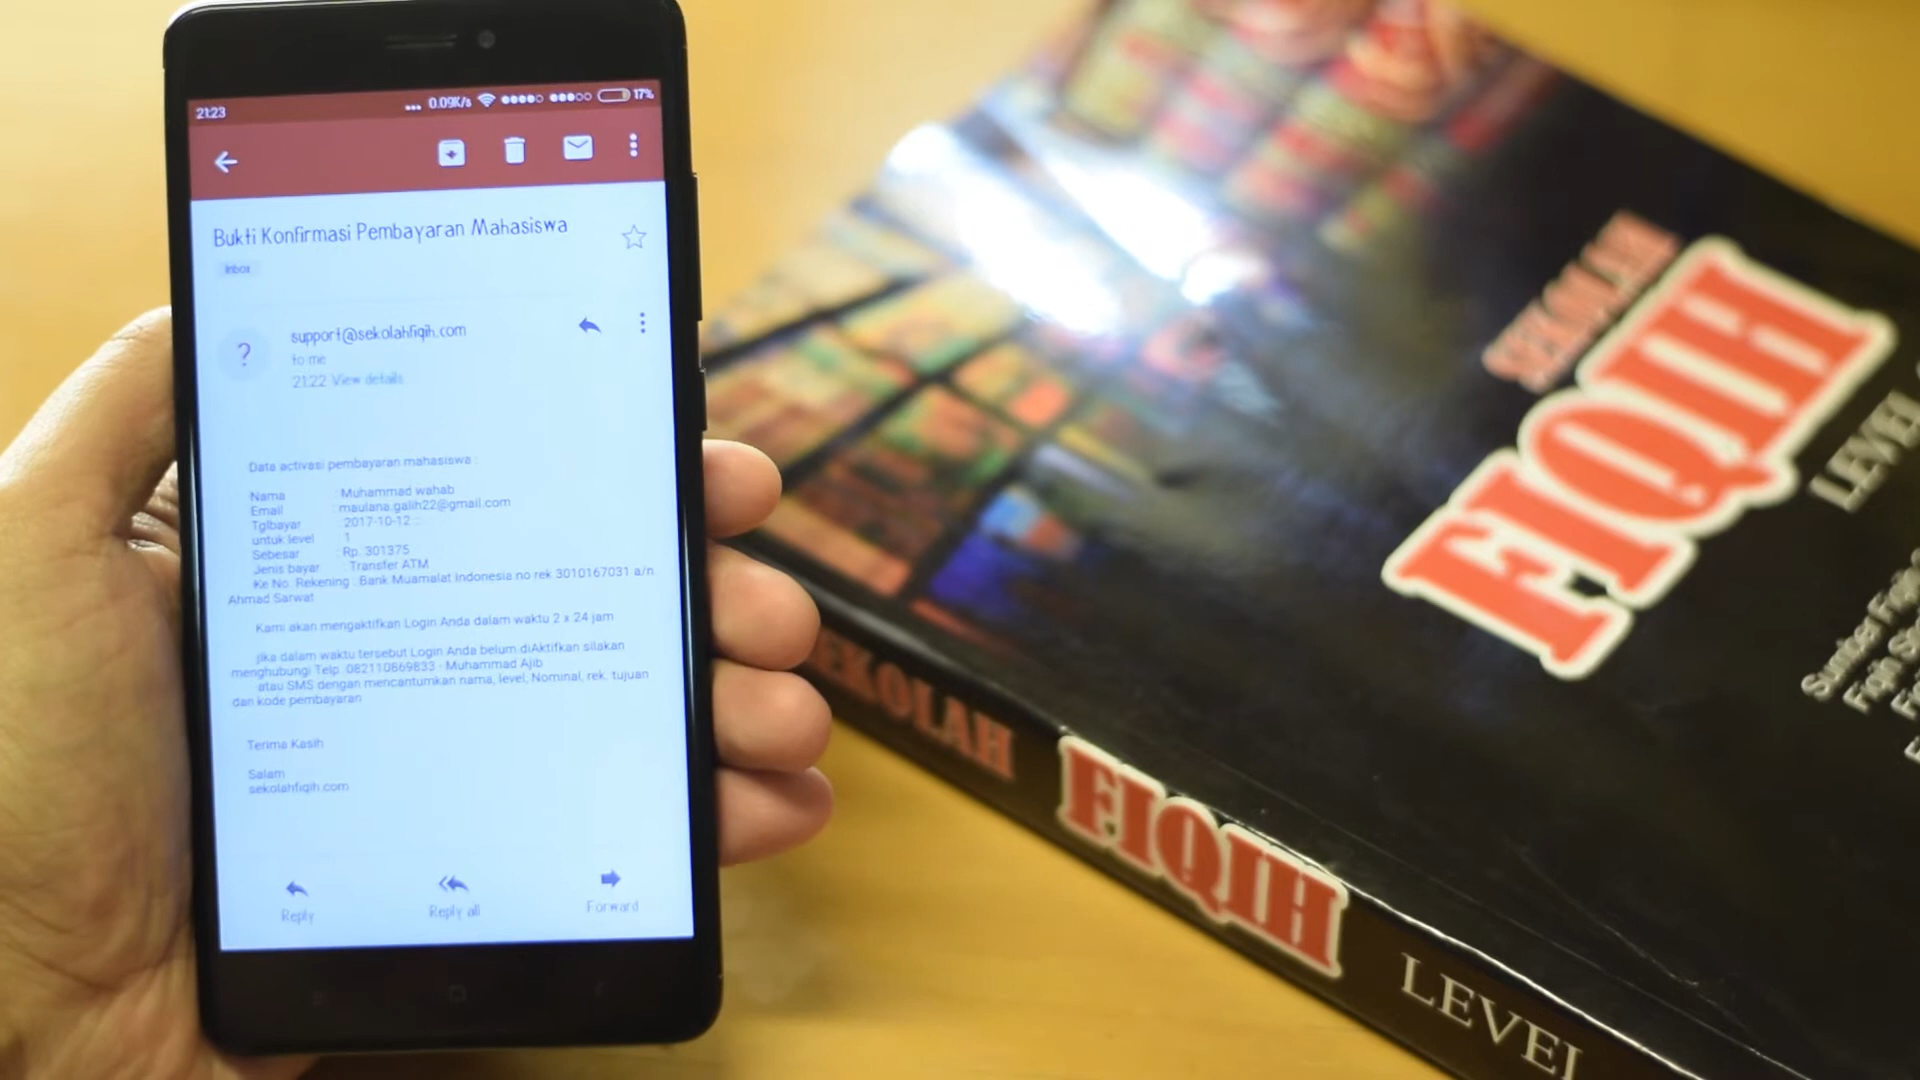 21:23
... 0.09K/s 17%
Bukti Konfirmasi Pembayaran Mahasiswa
Inbox
?
support@sekolahfiqih.com
to me
21:22 View details
Data activasi pembayaran mahasiswa :
Nama : Muhammad wahab
Email : maulana.galih22@gmail.com
Tglbayar : 2017-10-12 ::
untuk level 1
Sebesar : Rp. 301375
Jenis bayar : Transfer ATM
Ke No. Rekening : Bank Muamalat Indonesia no rek 3010167031 a/n
Ahmad Sarwat
Kami akan mengaktifkan Login Anda dalam waktu 2 x 24 jam
jika dalam waktu tersebut Login Anda belum diAktifkan silakan
menghubungi Telp :082110869833 - Muhammad Ajib
atau SMS dengan mencantumkan nama, level, Nominal, rek. tujuan
dan kode pembayaran
Terima Kasih
Salam
sekolahfiqih.com
Reply
Reply all
Forward
SEKOLAH
FIQIH
LEVEL
Sumber Fiqih
Fiqih
SEKOLAH
FIQIH
LEVEL